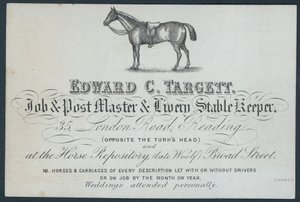 EDWARD C. TARGETT.
Job & Post Master & Livery Stable Keeper,
35, London Road, Reading,
(OPPOSITE THE TURK'S HEAD)
and
at the Horse Repository, (late Woolf's) Broad Street.
NB. HORSES & CARRIAGES OF EVERY DESCRIPTION LET WITH OR WITHOUT DRIVERS
OR ON JOB BY THE MONTH OR YEAR.
Weddings attended personally.